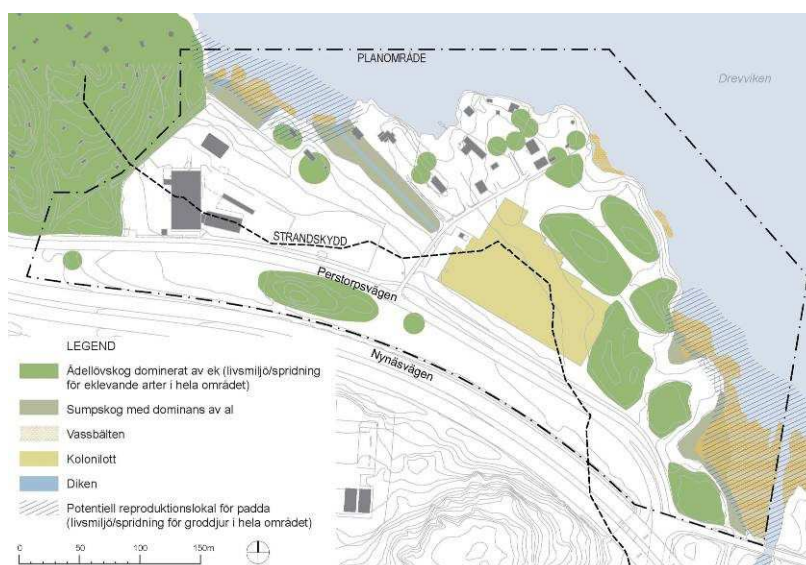 PLANOMRÅDE
Drevviken
STRANDSKYDD
Perstorpsvägen
Nynäsvägen
LEGEND
Ädellövskog dominerat av ek (livsmiljö/spridning
för eklevande arter i hela området)
Sumpskog med dominans av al
Vassbälten
Kolonilott
Diken
Potentiell reproduktionslokal för padda
(livsmiljö/spridning för groddjur i hela området)
0 50 100 150m